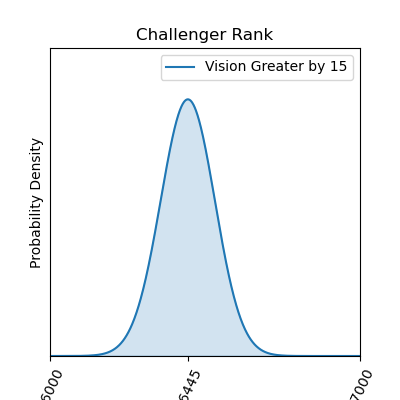 Challenger Rank
Vision Greater by 15
Probability Density
6000
6445
7000